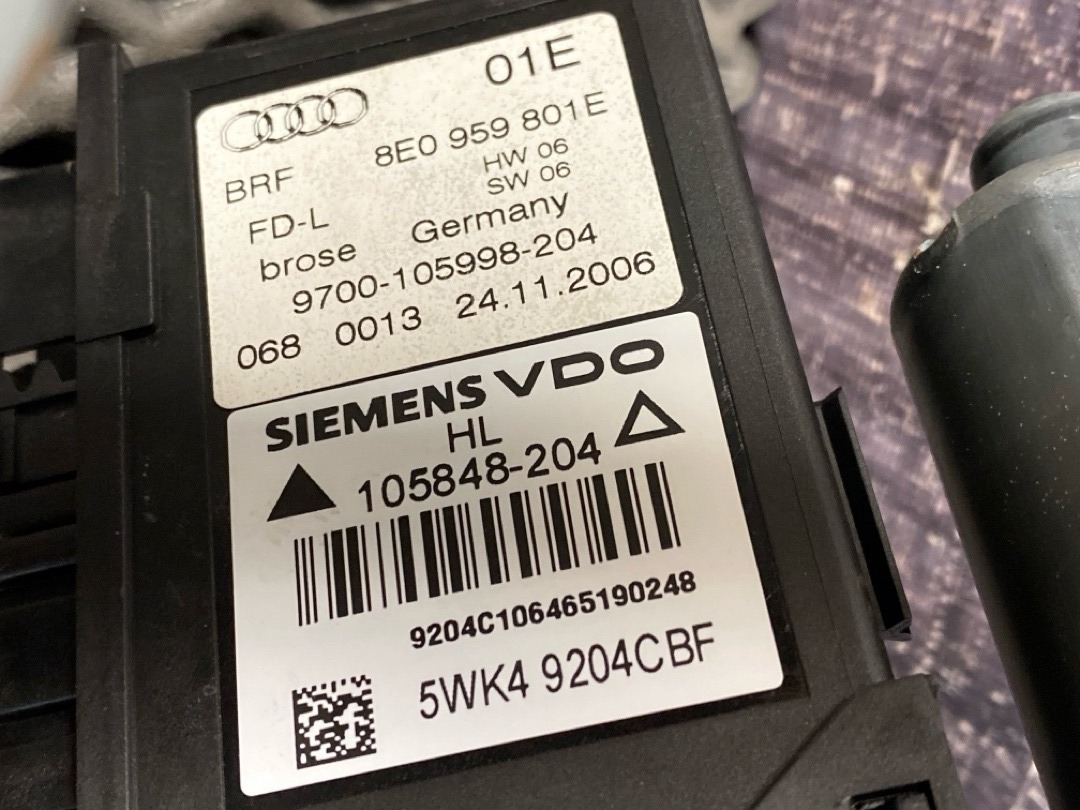 01E
8E0 959 801E
BRF HW 06
SW 06
FD-L
brose Germany
9700-105998-204
068 0013 24.11.2006
SIEMENS VDO
HL
105848-204
9204C106465190248
5WK4 9204CBF